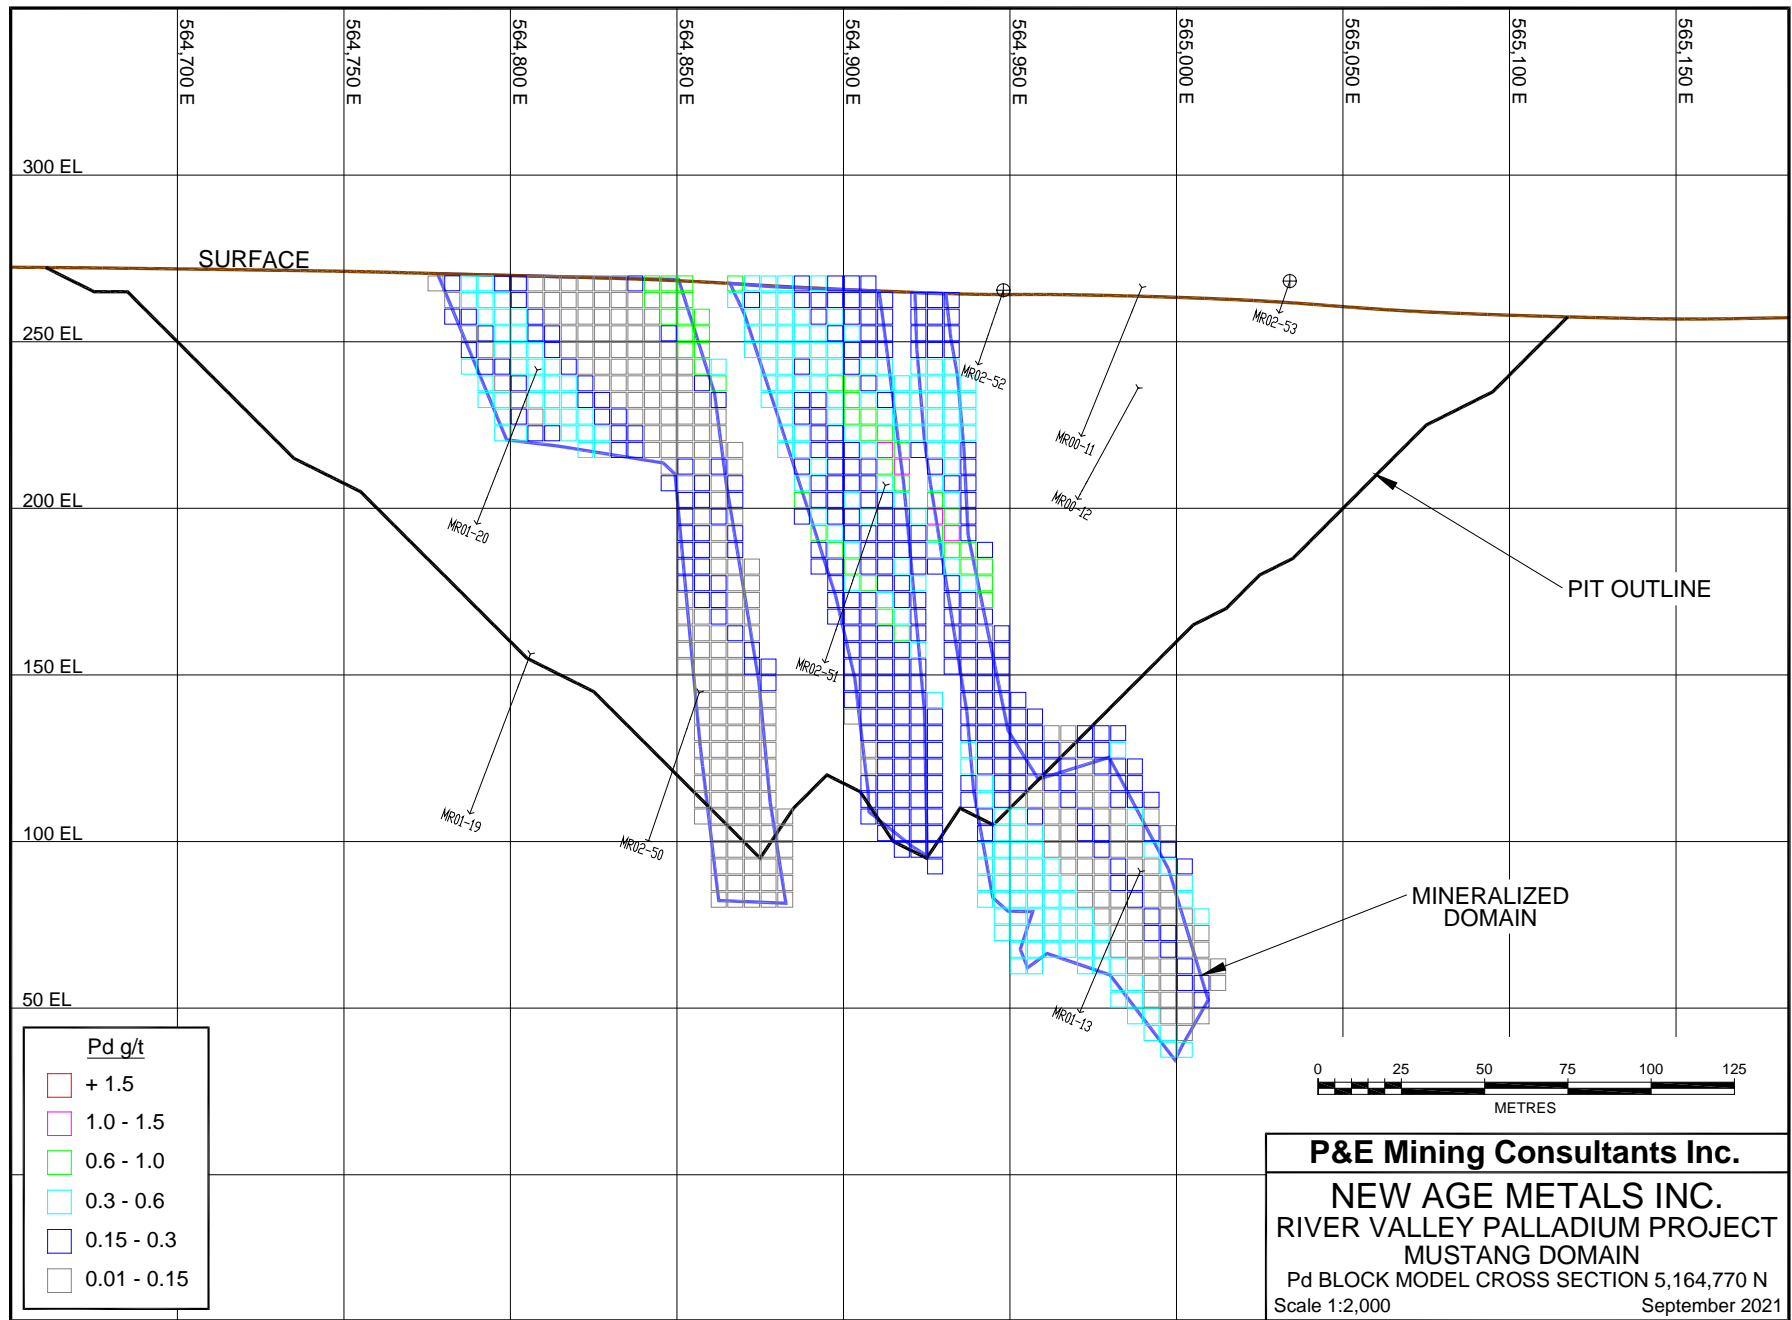 564,700 E
564,750 E
564,800 E
564,850 E
564,900 E
564,950 E
565,000 E
565,050 E
565,100 E
565,150 E
300 EL
SURFACE
250 EL
200 EL
150 EL
100 EL
50 EL
MR02-53
MR02-52
MR00-11
MR00-12
MR01-20
MR02-51
MR01-19
MR02-50
MR01-13
PIT OUTLINE
MINERALIZED
DOMAIN
Pd g/t
+ 1.5
1.0 - 1.5
0.6 - 1.0
0.3 - 0.6
0.15 - 0.3
0.01 - 0.15
0 25 50 75 100 125
METRES
P&E Mining Consultants Inc.
NEW AGE METALS INC.
RIVER VALLEY PALLADIUM PROJECT
MUSTANG DOMAIN
Pd BLOCK MODEL CROSS SECTION 5,164,770 N
Scale 1:2,000 September 2021